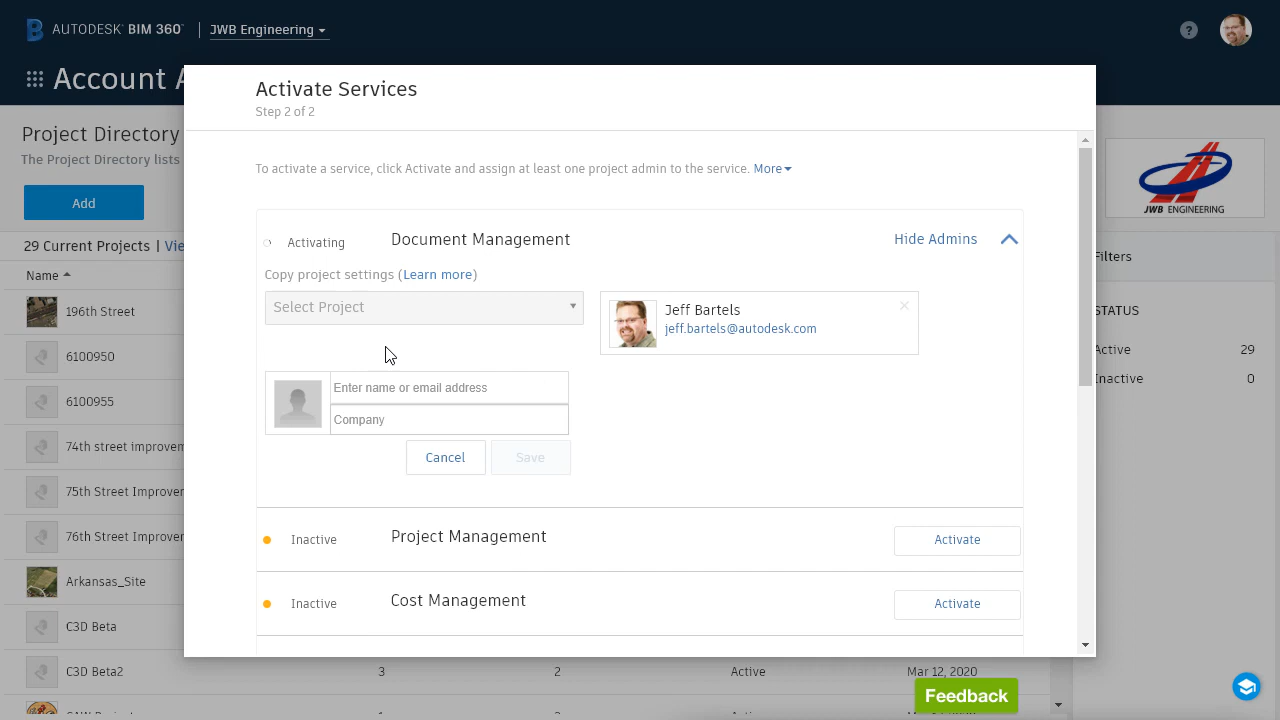 AUTODESK® BIM 360™
JWB Engineering
?
Account A
Project Directory
The Project Directory lists
Add
29 Current Projects | Vie
Name
196th Street
6100950
6100955
74th street improvem
75th Street Improver
76th Street Improver
Arkansas_Site
C3D Beta
C3D Beta2
3
2
Active
Mar 12, 2020
Activate Services
Step 2 of 2
To activate a service, click Activate and assign at least one project admin to the service. More
Activating
Document Management
Hide Admins
Copy project settings (Learn more)
Select Project
Jeff Bartels
jeff.bartels@autodesk.com
Enter name or email address
Company
Cancel
Save
Inactive
Project Management
Activate
Inactive
Cost Management
Activate
JWB ENGINEERING
Filters
STATUS
Active
29
Inactive
0
Feedback